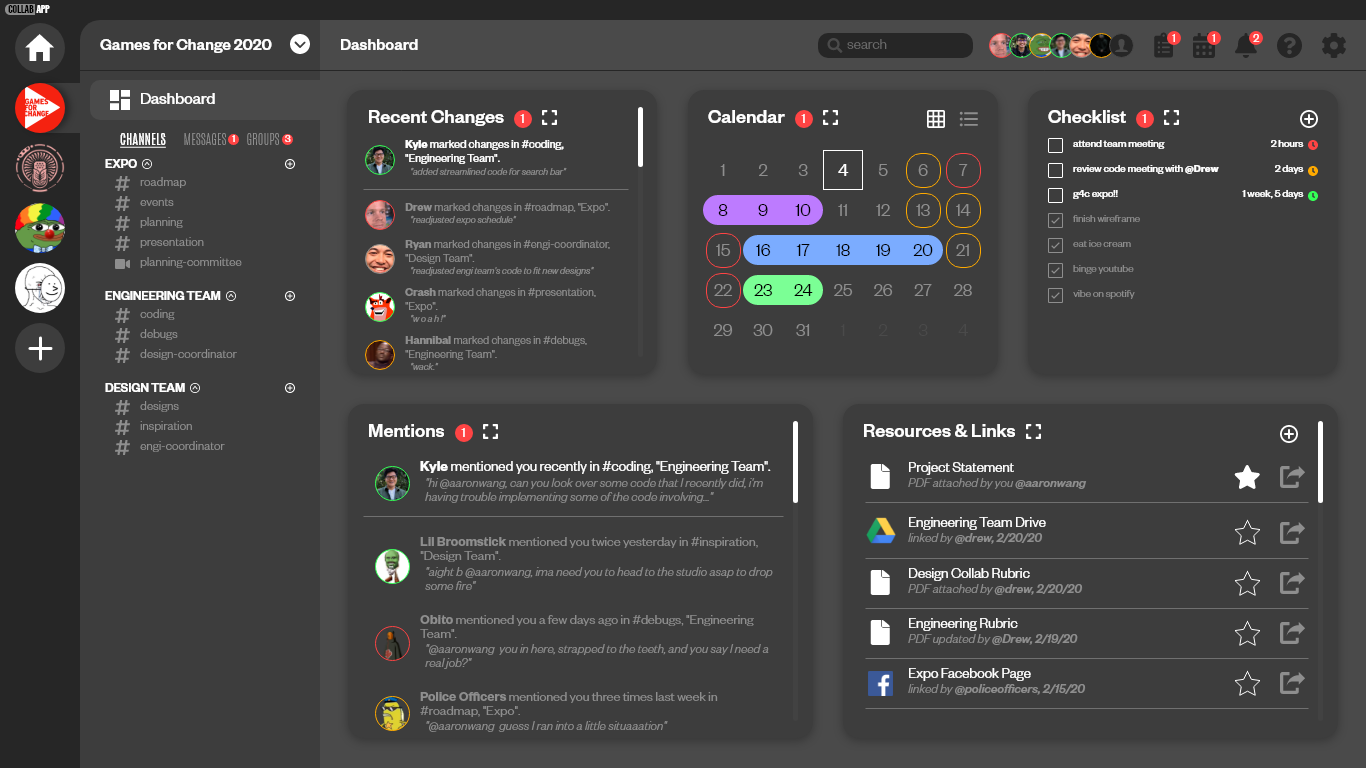 COLLAB APP
Games for Change 2020
Dashboard
search
1
1
2
GAMES
FOR
CHANGE
Dashboard
CHANNELS
MESSAGES 1
GROUPS 3
EXPO
# roadmap
# events
# planning
# presentation
planning-committee
ENGINEERING TEAM
# coding
# debugs
# design-coordinator
DESIGN TEAM
# designs
# inspiration
# engi-coordinator
Recent Changes 1
Kyle marked changes in #coding,
"Engineering Team".
"added streamlined code for search bar"
Drew marked changes in #roadmap, "Expo".
"readjusted expo schedule"
Ryan marked changes in #engi-coordinator,
"Design Team".
"readjusted engi team's code to fit new designs"
Crash marked changes in #presentation,
"Expo".
"w o a h !"
Hannibal marked changes in #debugs,
"Engineering Team".
"wack."
Calendar 1
1 2 3 4 5 6 7
8 9 10 11 12 13 14
15 16 17 18 19 20 21
22 23 24 25 26 27 28
29 30 31 1 2 3 4
Checklist 1
attend team meeting 2 hours
review code meeting with @Drew 2 days
g4c expo!! 1 week, 5 days
finish wireframe
eat ice cream
binge youtube
vibe on spotify
Mentions 1
Kyle mentioned you recently in #coding, "Engineering Team".
"hi @aaronwang, can you look over some code that I recently did, i'm
having trouble implementing some of the code involving..."
Lil Broomstick mentioned you twice yesterday in #inspiration,
"Design Team".
"aight b @aaronwang, ima need you to head to the studio asap to drop
some fire"
Obito mentioned you a few days ago in #debugs, "Engineering
Team".
"@aaronwang you in here, strapped to the teeth, and you say I need a
real job?"
Police Officers mentioned you three times last week in
#roadmap, "Expo".
"@aaronwang guess I ran into a little situaaation"
Resources & Links
Project Statement
PDF attached by you @aaronwang
Engineering Team Drive
linked by @drew, 2/20/20
Design Collab Rubric
PDF attached by @drew, 2/20/20
Engineering Rubric
PDF updated by @Drew, 2/19/20
Expo Facebook Page
linked by @policeofficers, 2/15/20